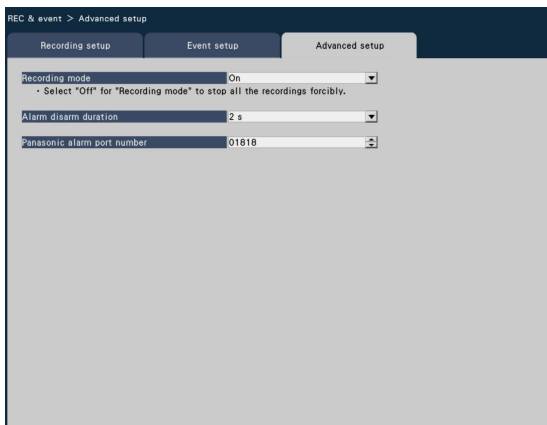 REC & event > Advanced setup
Recording setup Event setup Advanced setup
Recording mode On
・Select "Off" for "Recording mode" to stop all the recordings forcibly.
Alarm disarm duration 2 s
Panasonic alarm port number 01818